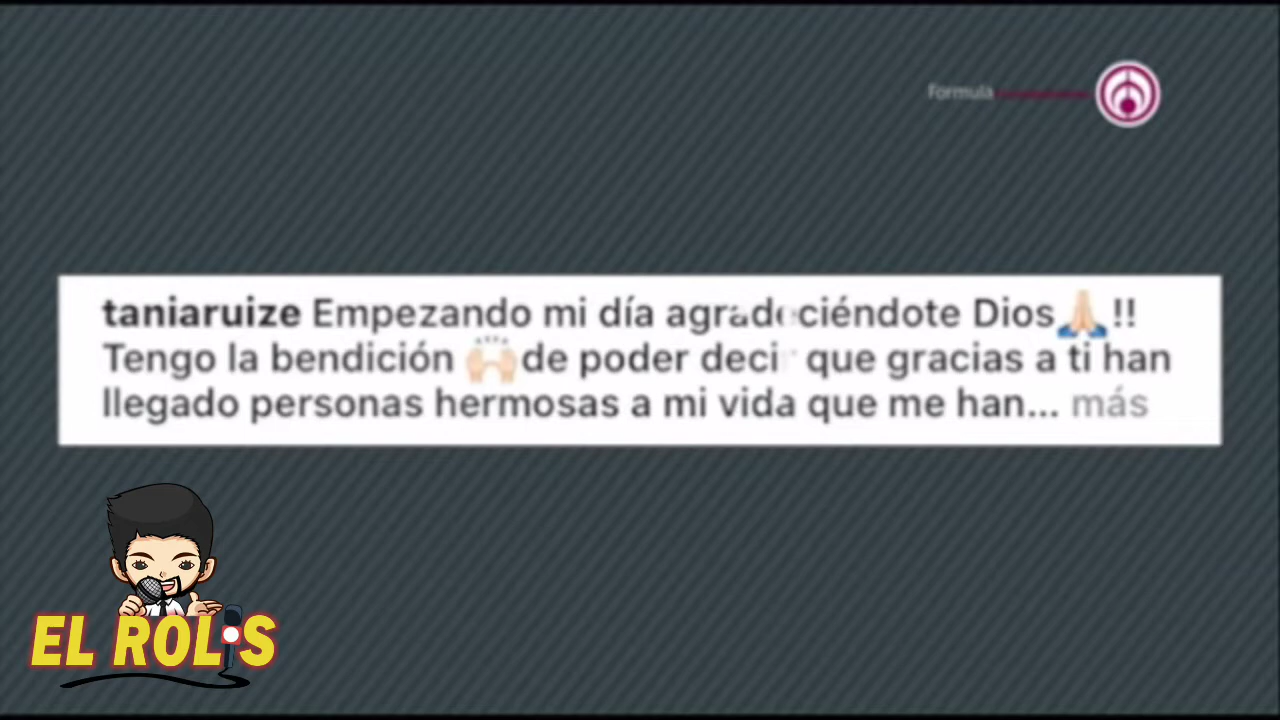 Formula
taniaruize Empezando mi día agradeciéndote Dios🙏🏻!!
Tengo la bendición 🙌🏻 de poder decir que gracias a ti han
llegado personas hermosas a mi vida que me han... más
EL ROLIS